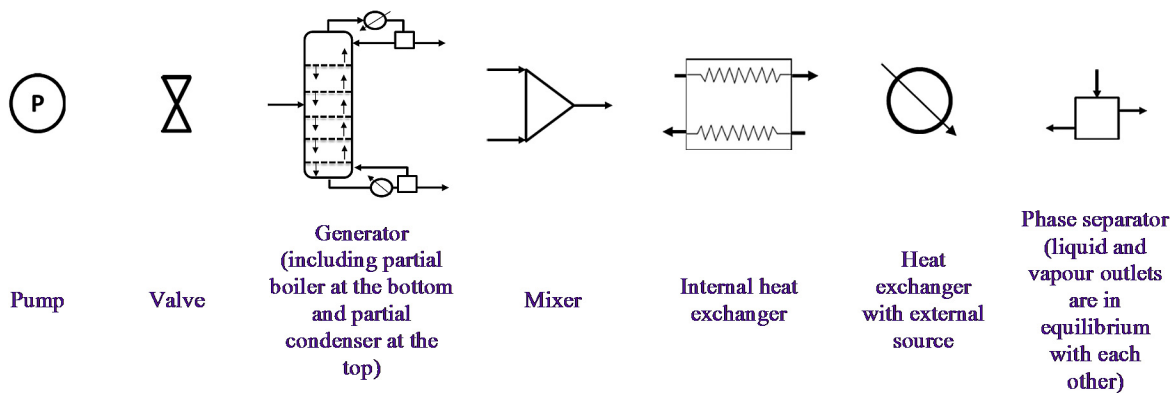 P
Pump
Valve
Generator
(including partial
boiler at the bottom
and partial
condenser at the
top)
Mixer
Internal heat
exchanger
Heat
exchanger
with external
source
Phase separator
(liquid and
vapour outlets
are in
equilibrium
with each
other)